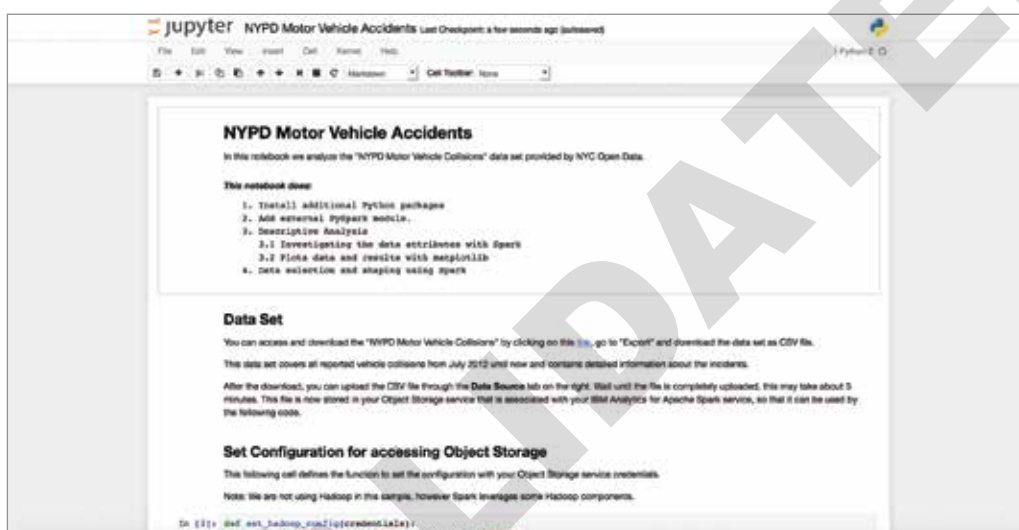 jupyter NYPD Motor Vehicle Accidents Last Checkpoint: a few seconds ago (autosaved)
File Edit View Insert Cell Kernel Help Python 2
Markdown Cell Toolbar: None
NYPD Motor Vehicle Accidents
In this notebook we analyze the "NYPD Motor Vehicle Collisions" data set provided by NYC Open Data.
This notebook does:
1. Install additional Python packages
2. Add external PySpark module.
3. Descriptive Analysis
3.1 Investigating the data attributes with Spark
3.2 Plots data and results with matplotlib
4. Data selection and shaping using Spark
Data Set
You can access and download the "NYPD Motor Vehicle Collisions" by clicking on this link, go to "Export" and download the data set as CSV file.
This data set covers all reported vehicle collisions from July 2012 until now and contains detailed information about the incidents.
After the download, you can upload the CSV file through the Data Source tab on the right. Wait until the file is completely uploaded, this may take about 5
minutes. This file is now stored in your Object Storage service that is associated with your IBM Analytics for Apache Spark service, so that it can be used by
the following code.
Set Configuration for accessing Object Storage
This following cell defines the function to set the configuration with your Object Storage service credentials.
Note: We are not using Hadoop in this sample, however Spark leverages some Hadoop components.
In [1]: def set_hadoop_config(credentials):
LIDATE